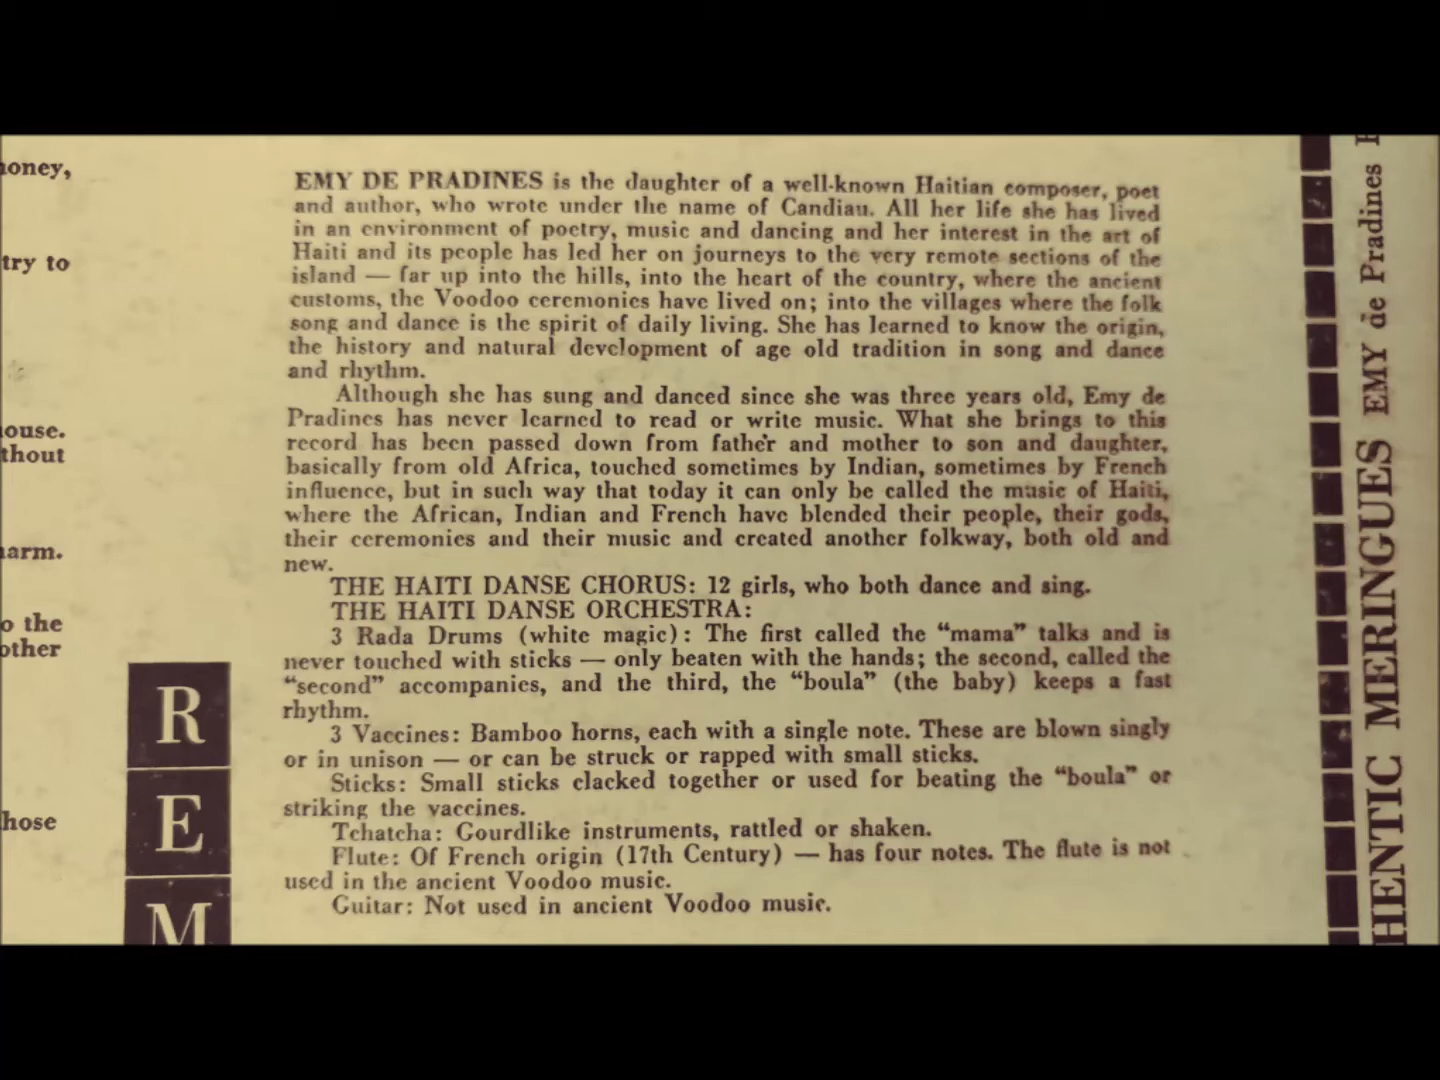 money,
try to
house.
thout
harm.
o the
other
hose
R
E
M
EMY DE PRADINES is the daughter of a well-known Haitian composer, poet
and author, who wrote under the name of Candiau. All her life she has lived
in an environment of poetry, music and dancing and her interest in the art of
Haiti and its people has led her on journeys to the very remote sections of the
island — far up into the hills, into the heart of the country, where the ancient
customs, the Voodoo ceremonies have lived on; into the villages where the folk
song and dance is the spirit of daily living. She has learned to know the origin,
the history and natural development of age old tradition in song and dance
and rhythm.
Although she has sung and danced since she was three years old, Emy de
Pradines has never learned to read or write music. What she brings to this
record has been passed down from father and mother to son and daughter,
basically from old Africa, touched sometimes by Indian, sometimes by French
influence, but in such way that today it can only be called the music of Haiti,
where the African, Indian and French have blended their people, their gods,
their ceremonies and their music and created another folkway, both old and
new.
THE HAITI DANSE CHORUS: 12 girls, who both dance and sing.
THE HAITI DANSE ORCHESTRA:
3 Rada Drums (white magic): The first called the “mama” talks and is
never touched with sticks — only beaten with the hands; the second, called the
“second” accompanies, and the third, the “boula” (the baby) keeps a fast
rhythm.
3 Vaccines: Bamboo horns, each with a single note. These are blown singly
or in unison — or can be struck or rapped with small sticks.
Sticks: Small sticks clacked together or used for beating the “boula” or
striking the vaccines.
Tchatcha: Gourdlike instruments, rattled or shaken.
Flute: Of French origin (17th Century) — has four notes. The flute is not
used in the ancient Voodoo music.
Guitar: Not used in ancient Voodoo music.
HENTIC MERINGUES EMY de Pradines